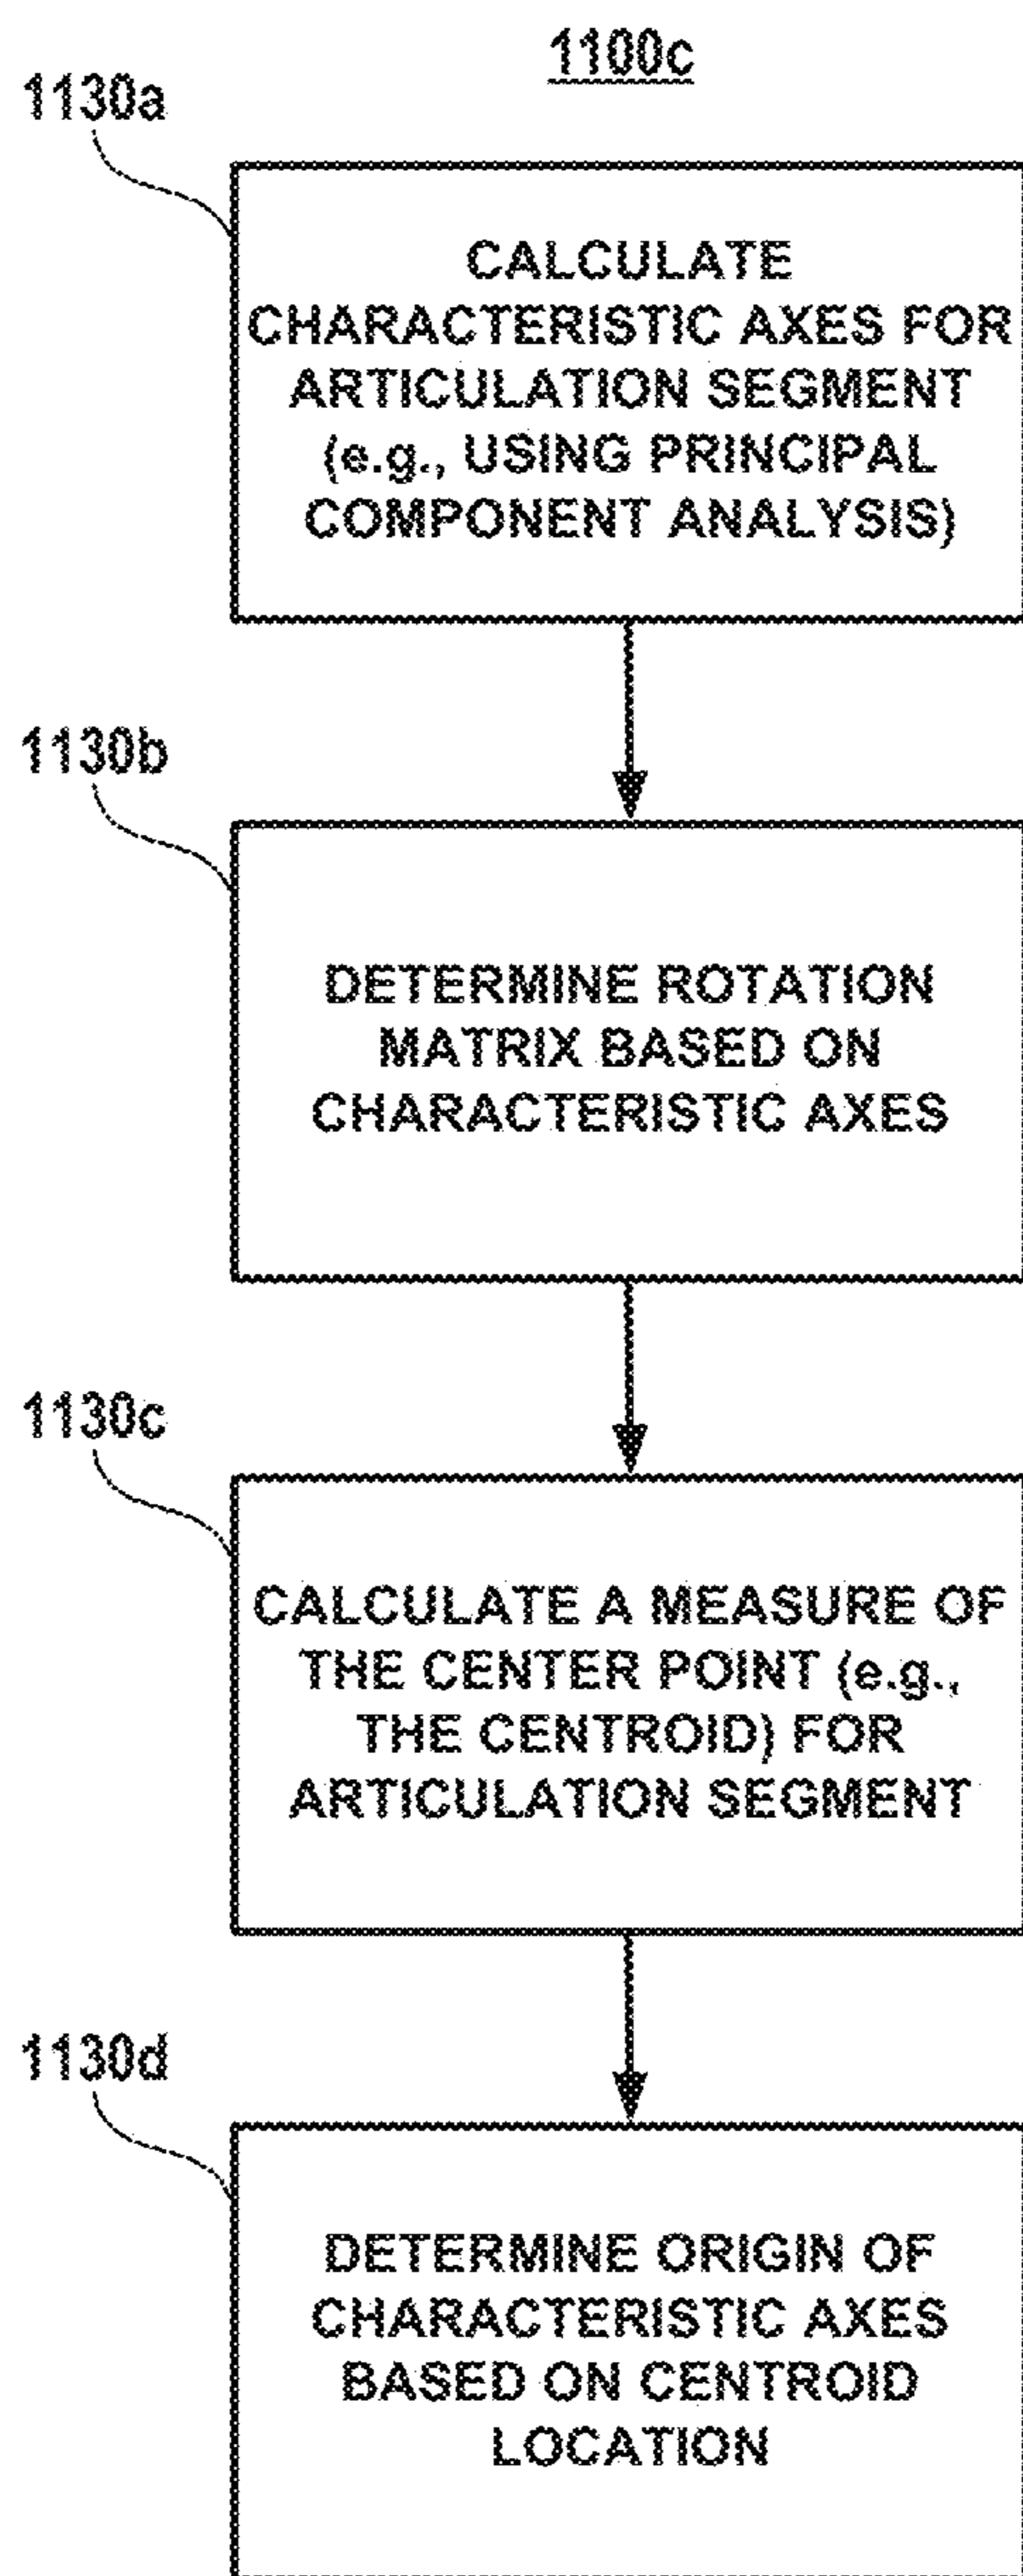 1100c
1130a
CALCULATE
CHARACTERISTIC AXES FOR
ARTICULATION SEGMENT
(e.g., USING PRINCIPAL
COMPONENT ANALYSIS)
1130b
DETERMINE ROTATION
MATRIX BASED ON
CHARACTERISTIC AXES
1130c
CALCULATE A MEASURE OF
THE CENTER POINT (e.g.,
THE CENTROID) FOR
ARTICULATION SEGMENT
1130d
DETERMINE ORIGIN OF
CHARACTERISTIC AXES
BASED ON CENTROID
LOCATION